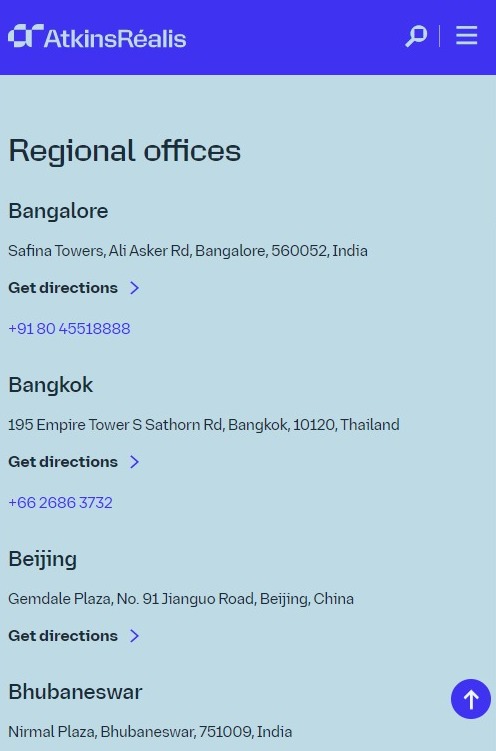 AtkinsRéalis
Regional offices
Bangalore
Safina Towers, Ali Asker Rd, Bangalore, 560052, India
Get directions
+91 80 45518888
Bangkok
195 Empire Tower S Sathorn Rd, Bangkok, 10120, Thailand
Get directions
+66 2686 3732
Beijing
Gemdale Plaza, No. 91 Jianguo Road, Beijing, China
Get directions
Bhubaneswar
Nirmal Plaza, Bhubaneswar, 751009, India